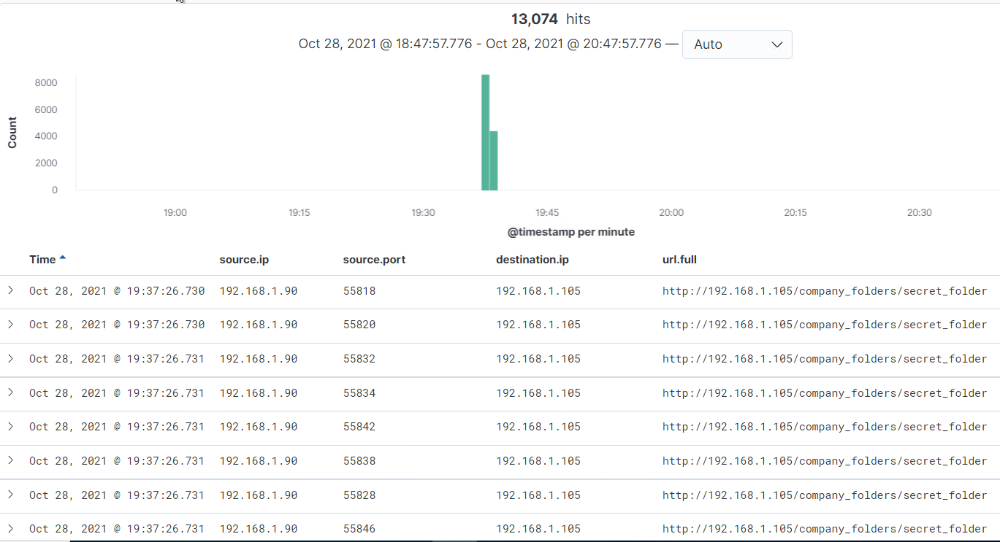 13,074 hits
Oct 28, 2021 @ 18:47:57.776 - Oct 28, 2021 @ 20:47:57.776 — Auto
8000
6000
4000
2000
0
Count
19:00 19:15 19:30 19:45 20:00 20:15 20:30
@timestamp per minute
Time source.ip source.port destination.ip url.full
Oct 28, 2021 @ 19:37:26.730 192.168.1.90 55818 192.168.1.105 http://192.168.1.105/company_folders/secret_folder
Oct 28, 2021 @ 19:37:26.730 192.168.1.90 55820 192.168.1.105 http://192.168.1.105/company_folders/secret_folder
Oct 28, 2021 @ 19:37:26.731 192.168.1.90 55832 192.168.1.105 http://192.168.1.105/company_folders/secret_folder
Oct 28, 2021 @ 19:37:26.731 192.168.1.90 55834 192.168.1.105 http://192.168.1.105/company_folders/secret_folder
Oct 28, 2021 @ 19:37:26.731 192.168.1.90 55842 192.168.1.105 http://192.168.1.105/company_folders/secret_folder
Oct 28, 2021 @ 19:37:26.731 192.168.1.90 55838 192.168.1.105 http://192.168.1.105/company_folders/secret_folder
Oct 28, 2021 @ 19:37:26.731 192.168.1.90 55828 192.168.1.105 http://192.168.1.105/company_folders/secret_folder
Oct 28, 2021 @ 19:37:26.731 192.168.1.90 55846 192.168.1.105 http://192.168.1.105/company_folders/secret_folder